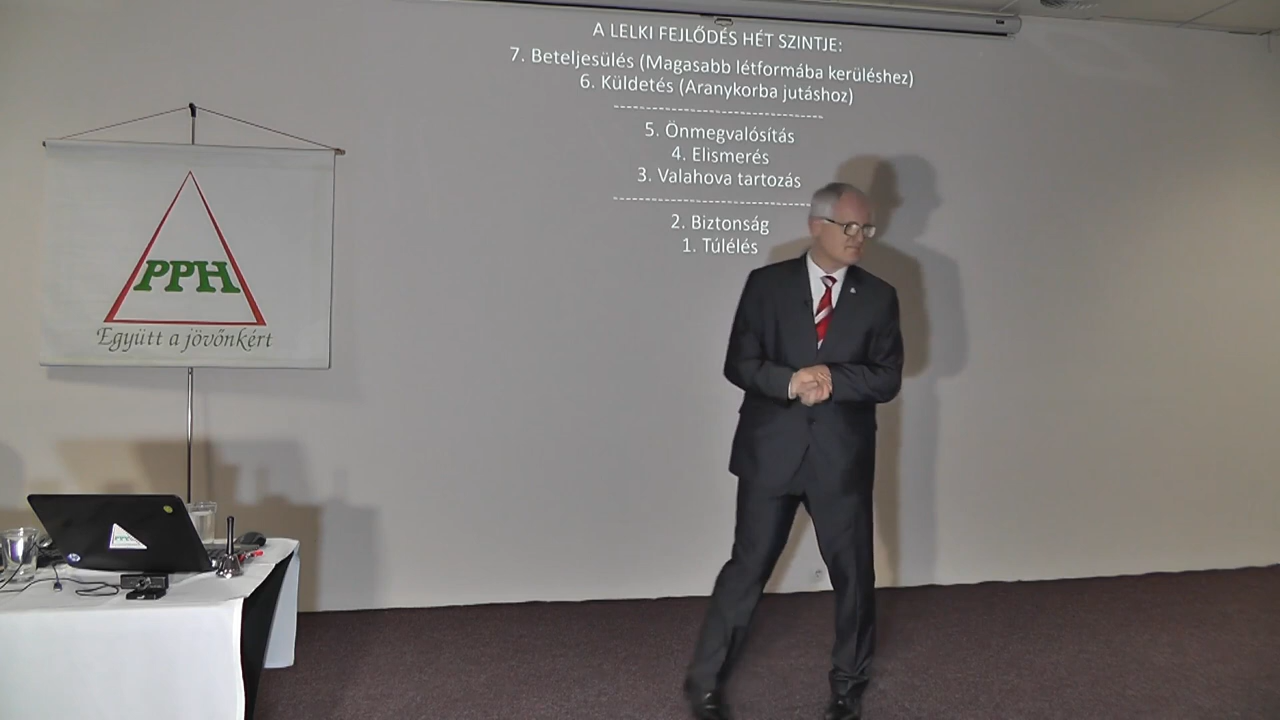 A LELKI FEJLŐDÉS HÉT SZINTJE:
7. Beteljesülés (Magasabb létformába kerüléshez)
6. Küldetés (Aranykorba jutáshoz)
5. Önmegvalósítás
4. Elismerés
3. Valahova tartozás
2. Biztonság
1. Túlélés
PPH
Együtt a jövőnkért
PPH